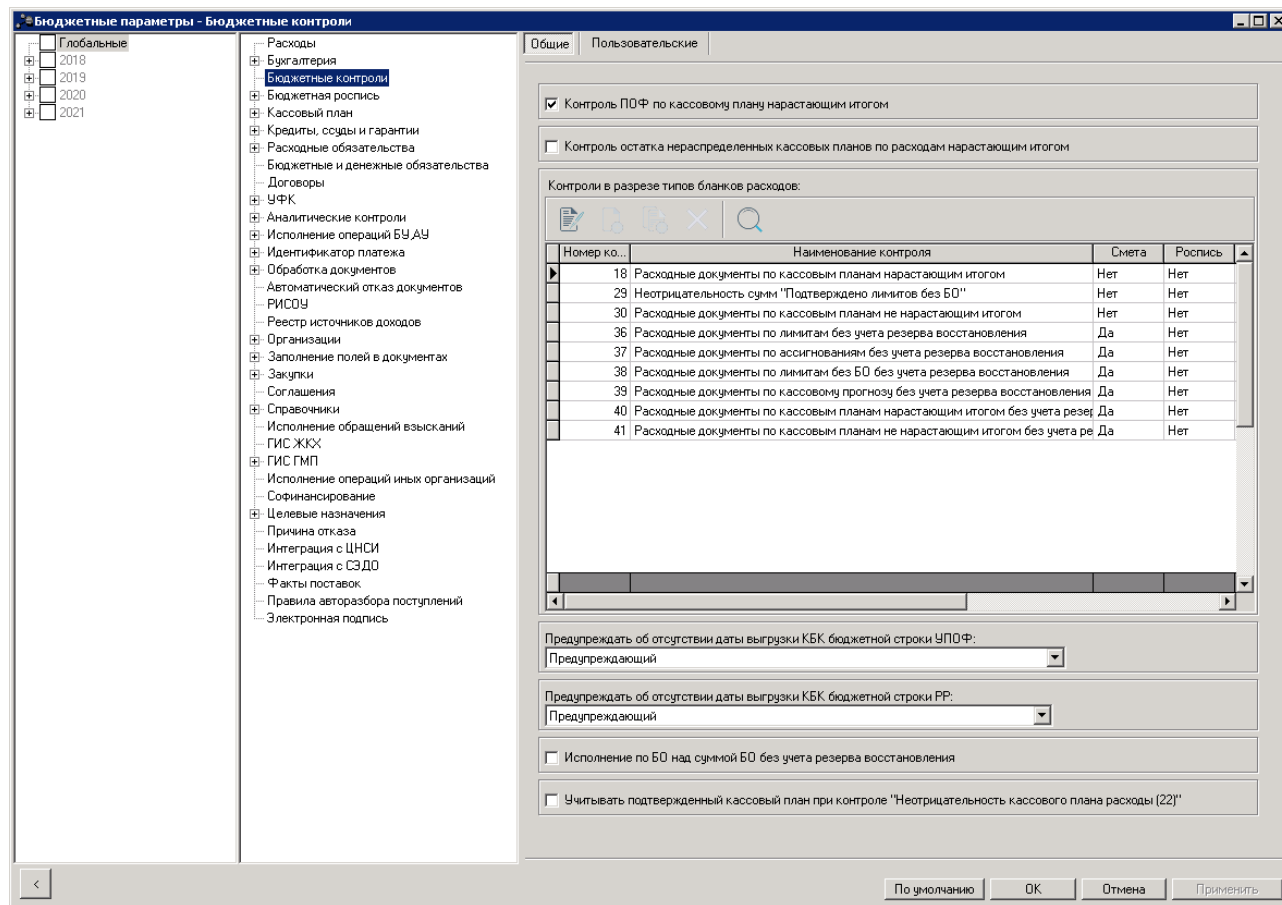 Бюджетные параметры - Бюджетные контроли
Глобальные
2018
2019
2020
2021
Расходы
Бухгалтерия
Бюджетные контроли
Бюджетная роспись
Кассовый план
Кредиты, ссуды и гарантии
Расходные обязательства
Бюджетные и денежные обязательства
Договоры
УФК
Аналитические контроли
Исполнение операций БУ,АУ
Идентификатор платежа
Обработка документов
Автоматический отказ документов
РИСОУ
Реестр источников доходов
Организации
Заполнение полей в документах
Закупки
Соглашения
Справочники
Исполнение обращений взысканий
ГИС ЖКХ
ГИС ГМП
Исполнение операций иных организаций
Софинансирование
Целевые назначения
Причина отказа
Интеграция с ЦНСИ
Интеграция с СЭДО
Факты поставок
Правила авторазбора поступлений
Электронная подпись
Общие Пользовательские
Контроль ПОФ по кассовому плану нарастающим итогом
Контроль остатка нераспределенных кассовых планов по расходам нарастающим итогом
Контроли в разрезе типов бланков расходов:
Номер ко... Наименование контроля Смета Роспись
18 Расходные документы по кассовым планам нарастающим итогом Нет Нет
29 Неотрицательность сумм "Подтверждено лимитов без БО" Нет Нет
30 Расходные документы по кассовым планам не нарастающим итогом Нет Нет
36 Расходные документы по лимитам без учета резерва восстановления Да Нет
37 Расходные документы по ассигнованиям без учета резерва восстановления Да Нет
38 Расходные документы по лимитам без БО без учета резерва восстановления Да Нет
39 Расходные документы по кассовому прогнозу без учета резерва восстановления Да Нет
40 Расходные документы по кассовым планам нарастающим итогом без учета резер Да Нет
41 Расходные документы по кассовым планам не нарастающим итогом без учета ре Да Нет
Предупреждать об отсутствии даты выгрузки КБК бюджетной строки УПОФ:
Предупреждающий
Предупреждать об отсутствии даты выгрузки КБК бюджетной строки РР:
Предупреждающий
Исполнение по БО над суммой БО без учета резерва восстановления
Учитывать подтвержденный кассовый план при контроле "Неотрицательность кассового плана расходы (22)"
< По умолчанию OK Отмена Применить